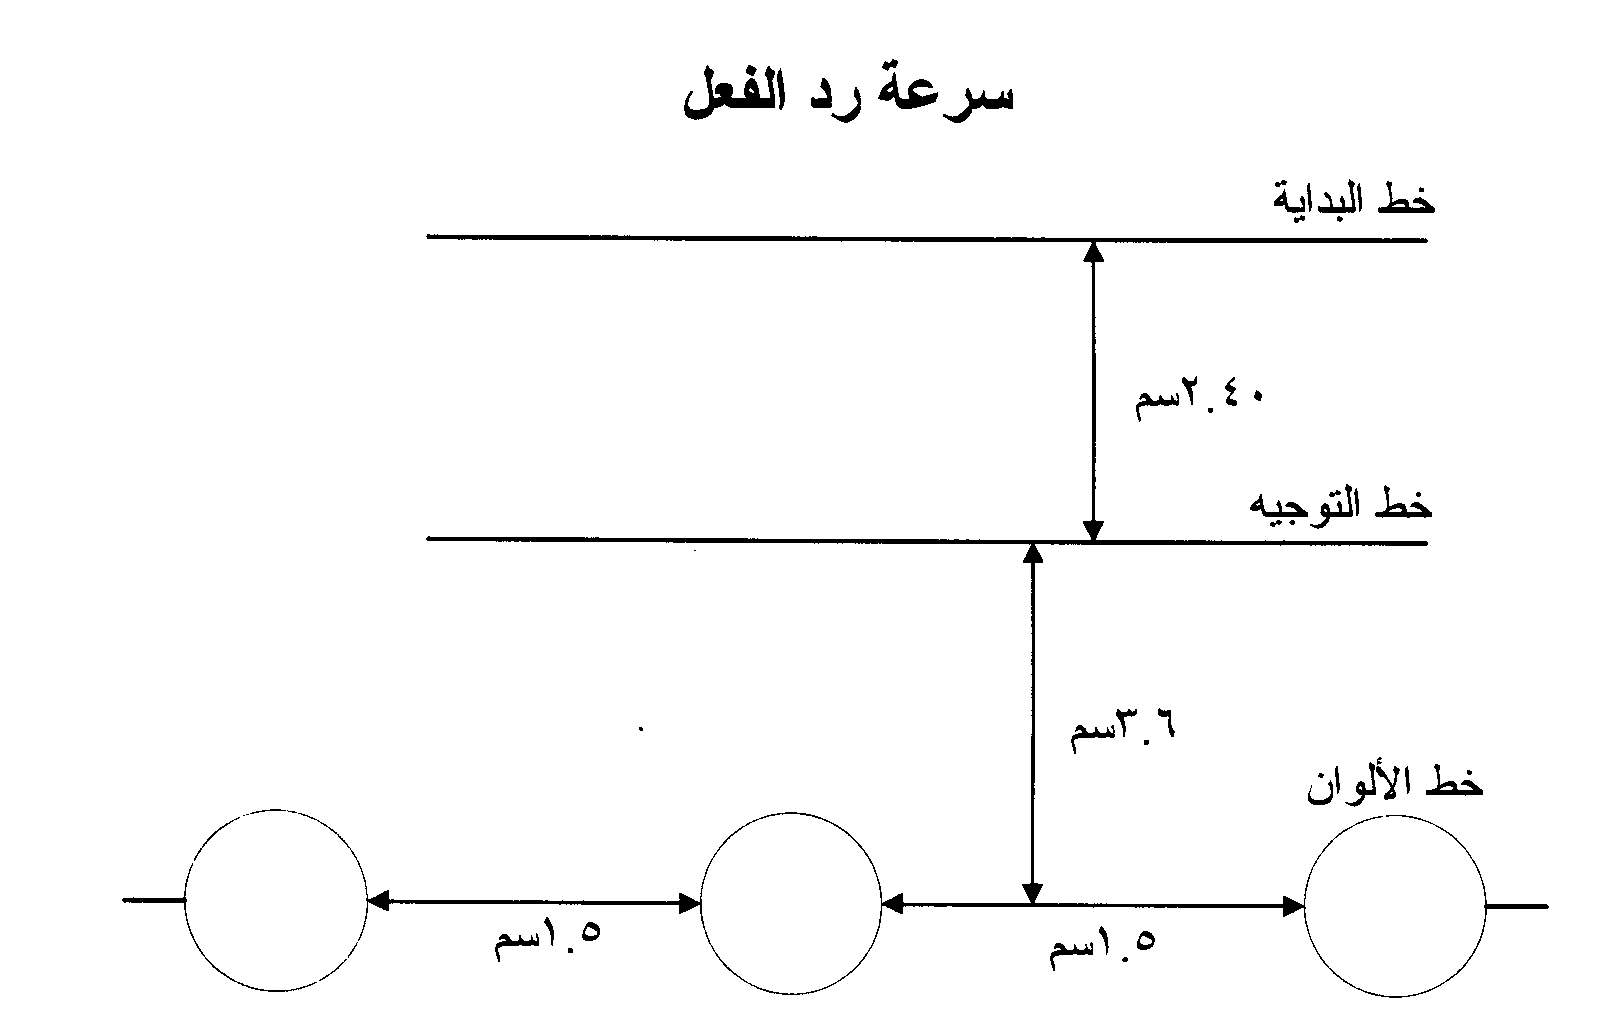 سرعة رد الفعل
خط البداية
٢.٤٠سم
خط التوجيه
٣.٦سم
خط الألوان
١.٥سم
١.٥سم